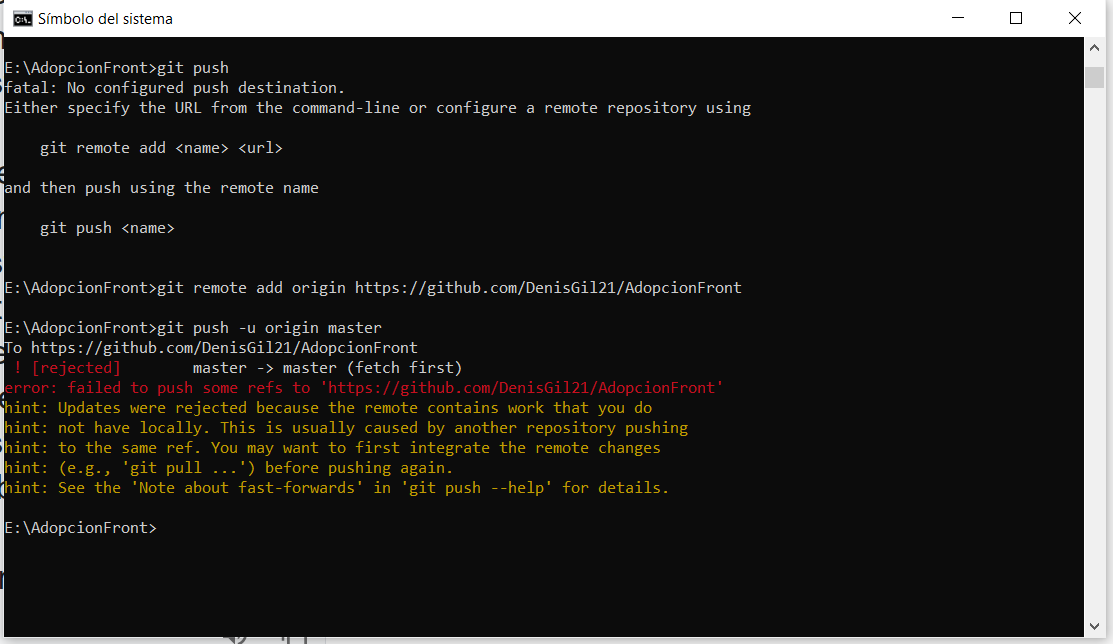 Símbolo del sistema
E:\AdopcionFront>git push
fatal: No configured push destination.
Either specify the URL from the command-line or configure a remote repository using
git remote add <name> <url>
and then push using the remote name
git push <name>
E:\AdopcionFront>git remote add origin https://github.com/DenisGil21/AdopcionFront
E:\AdopcionFront>git push -u origin master
To https://github.com/DenisGil21/AdopcionFront
! [rejected]        master -> master (fetch first)
error: failed to push some refs to 'https://github.com/DenisGil21/AdopcionFront'
hint: Updates were rejected because the remote contains work that you do
hint: not have locally. This is usually caused by another repository pushing
hint: to the same ref. You may want to first integrate the remote changes
hint: (e.g., 'git pull ...') before pushing again.
hint: See the 'Note about fast-forwards' in 'git push --help' for details.
E:\AdopcionFront>